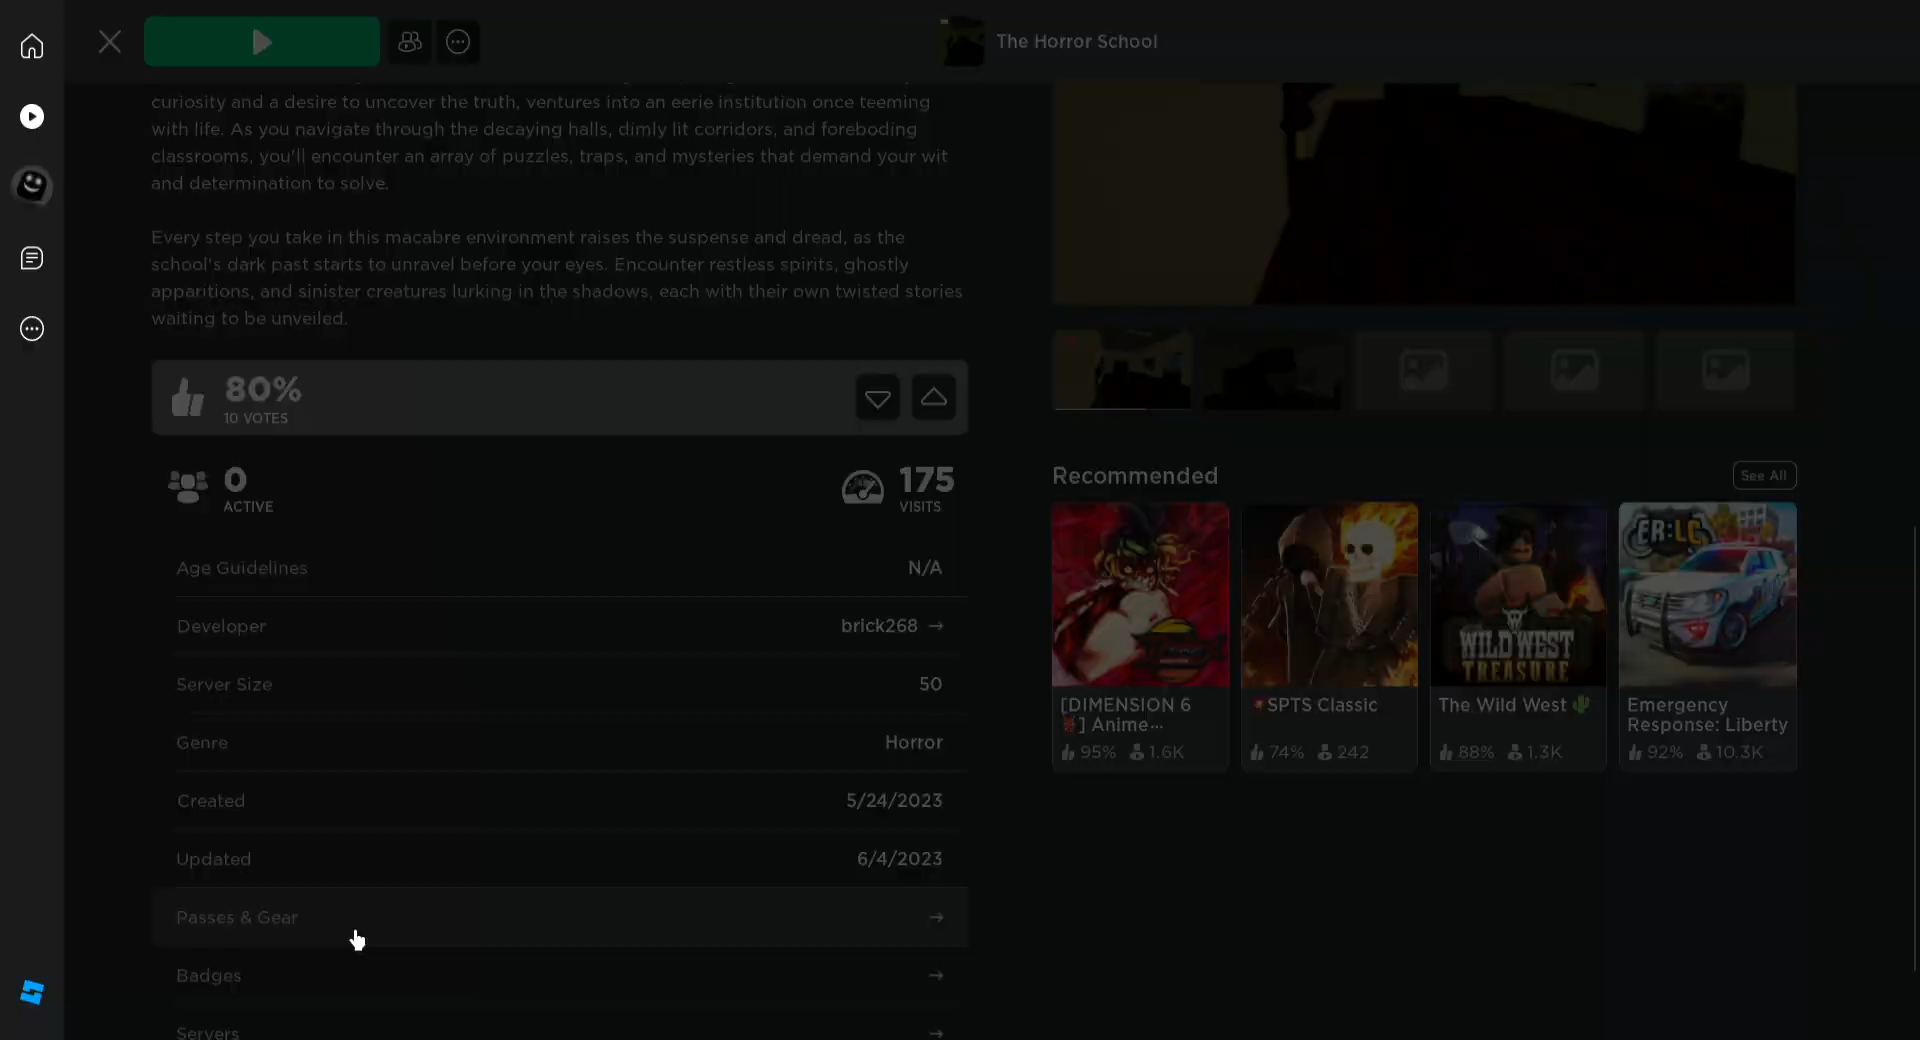 The Horror School
curiosity and a desire to uncover the truth, ventures into an eerie institution once teeming
with life. As you navigate through the decaying halls, dimly lit corridors, and foreboding
classrooms, you'll encounter an array of puzzles, traps, and mysteries that demand your wit
and determination to solve.
Every step you take in this macabre environment raises the suspense and dread, as the
school's dark past starts to unravel before your eyes. Encounter restless spirits, ghostly
apparitions, and sinister creatures lurking in the shadows, each with their own twisted stories
waiting to be unveiled.
80%
10 VOTES
0
ACTIVE
175
VISITS
Age Guidelines N/A
Developer brick268 →
Server Size 50
Genre Horror
Created 5/24/2023
Updated 6/4/2023
Passes & Gear →
Badges →
Servers →
Recommended
See All
[DIMENSION 6
] Anime...
95% 1.6K
SPTS Classic
74% 242
WILD WEST
TREASURE
The Wild West
88% 1.3K
ER:LC
Emergency
Response: Liberty
92% 10.3K